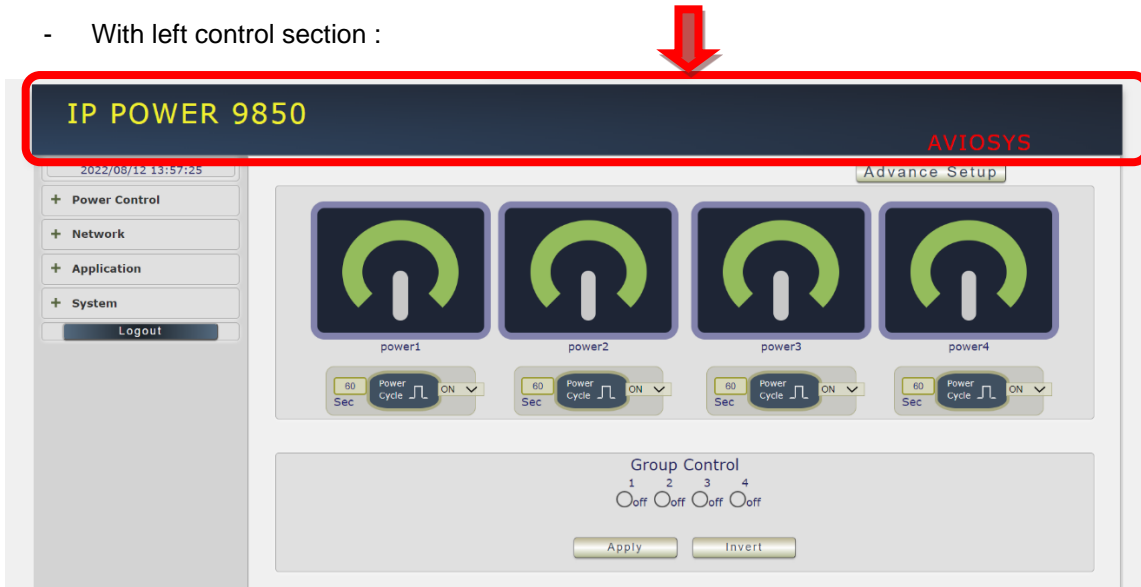 - With left control section :
IP POWER 9850
AVIOSYS
2022/08/12 13:57:25
Advance Setup
+ Power Control
+ Network
+ Application
+ System
Logout
power1 power2 power3 power4
60 Sec Power Cycle ON 60 Sec Power Cycle ON 60 Sec Power Cycle ON 60 Sec Power Cycle ON
Group Control
1 2 3 4
off off off off
Apply Invert